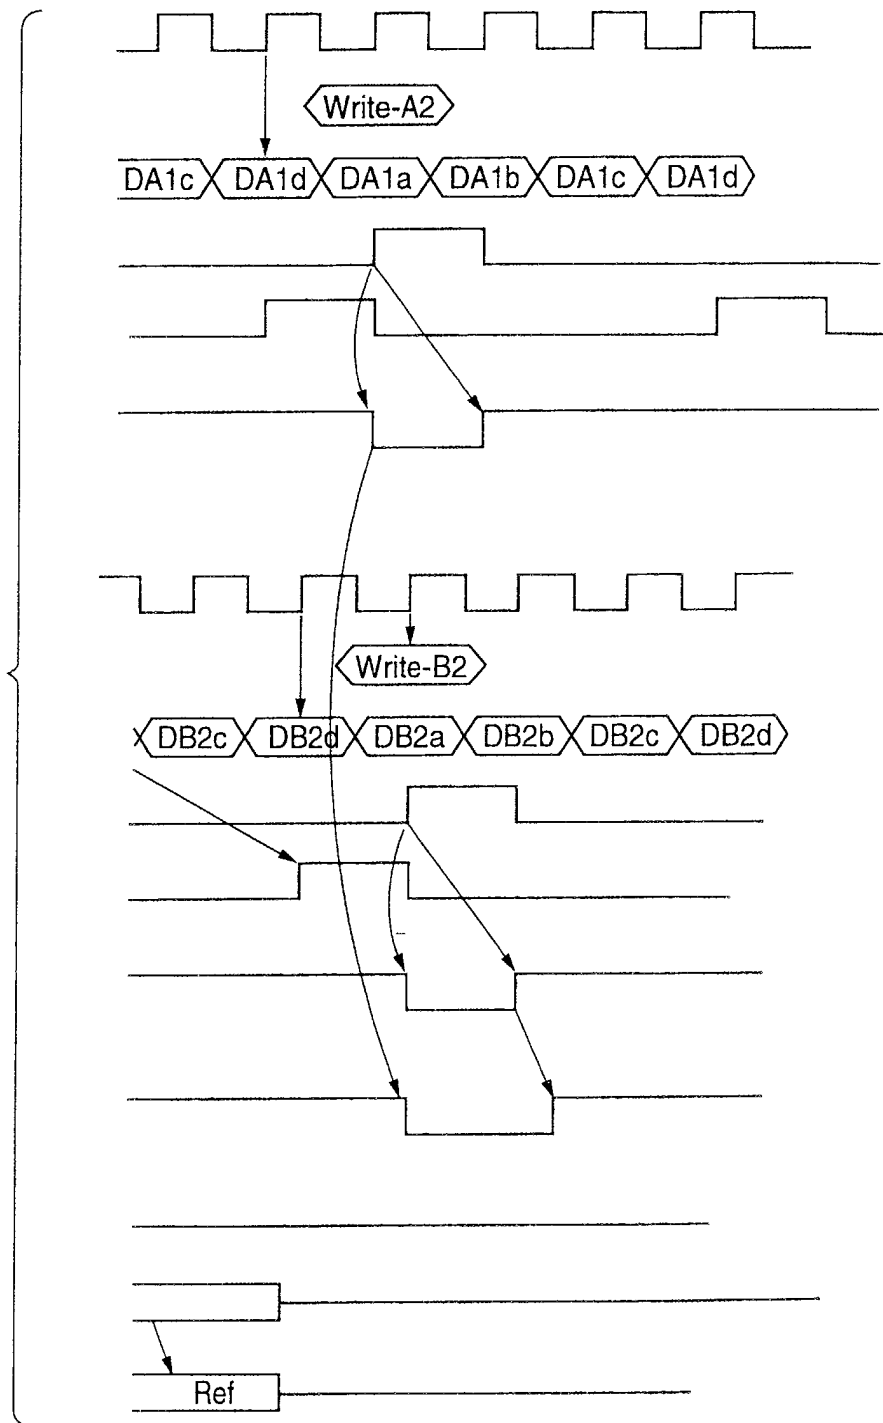 Write-A2
DA1c DA1d DA1a DA1b DA1c DA1d
Write-B2
DB2c DB2d DB2a DB2b DB2c DB2d
Ref